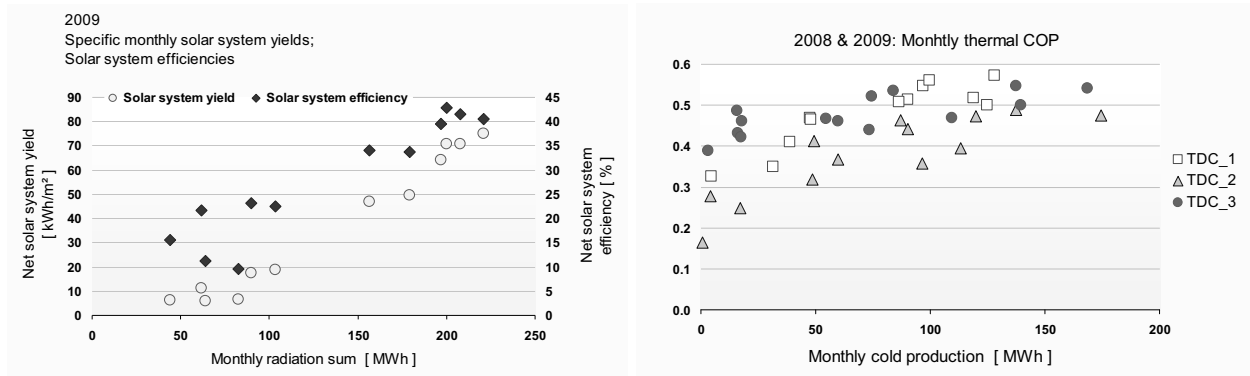 2009
Specific monthly solar system yields;
Solar system efficiencies
Solar system yield
Solar system efficiency
Net solar system yield
[ kWh/m² ]
90
80
70
60
50
40
30
20
10
0
45
40
35
30
25
20
15
10
5
0
Net solar system
efficiency [ % ]
0 50 100 150 200 250
Monthly radiation sum [ MWh ]
2008 & 2009: Monhtly thermal COP
0.6
0.5
0.4
0.3
0.2
0.1
0.0
0 50 100 150 200
Monthly cold production [ MWh ]
TDC_1
TDC_2
TDC_3